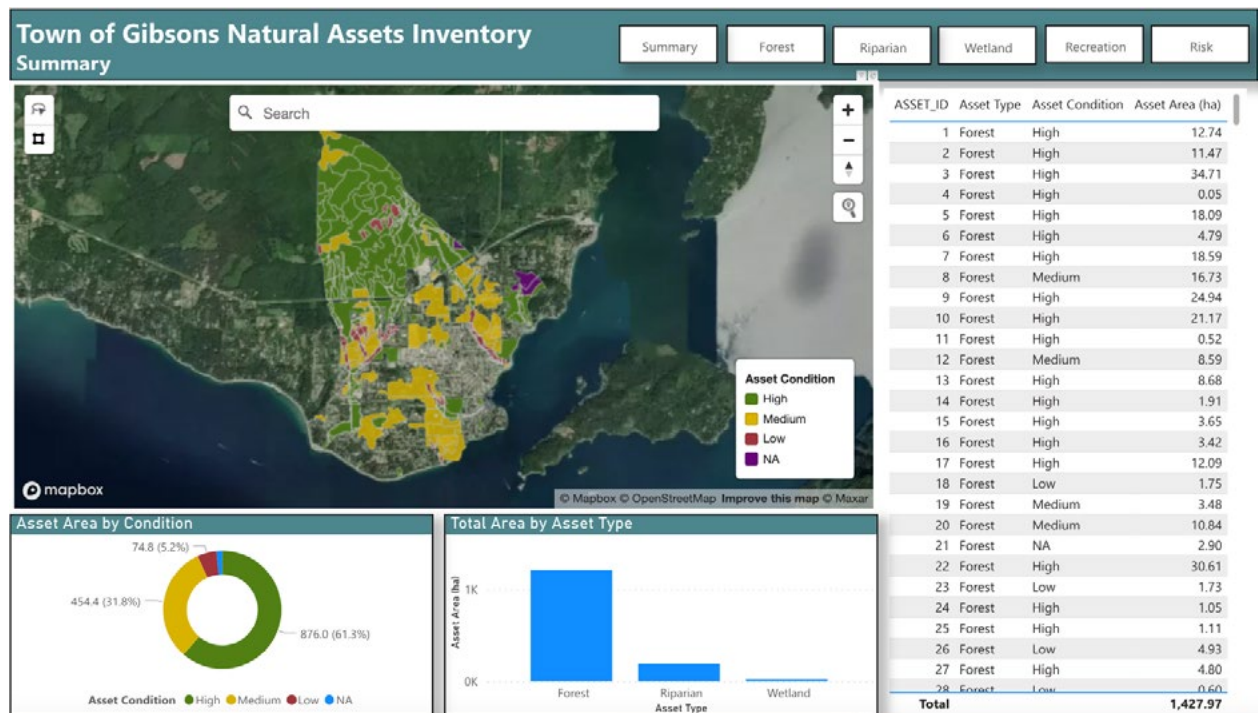 Town of Gibsons Natural Assets Inventory
Summary
Summary
Forest
Riparian
Wetland
Recreation
Risk
Search
Asset Condition
High
Medium
Low
NA
mapbox
© Mapbox © OpenStreetMap Improve this map © Maxar
ASSET_ID Asset Type Asset Condition Asset Area (ha)
1 Forest High 12.74
2 Forest High 11.47
3 Forest High 34.71
4 Forest High 0.05
5 Forest High 18.09
6 Forest High 4.79
7 Forest High 18.59
8 Forest Medium 16.73
9 Forest High 24.94
10 Forest High 21.17
11 Forest High 0.52
12 Forest Medium 8.59
13 Forest High 8.68
14 Forest High 1.91
15 Forest High 3.65
16 Forest High 3.42
17 Forest High 12.09
18 Forest Low 1.75
19 Forest Medium 3.48
20 Forest Medium 10.84
21 Forest NA 2.90
22 Forest High 30.61
23 Forest Low 1.73
24 Forest High 1.05
25 Forest High 1.11
26 Forest Low 4.93
27 Forest High 4.80
28 Forest Low 0.60
Total 1,427.97
Asset Area by Condition
74.8 (5.2%)
454.4 (31.8%)
876.0 (61.3%)
Asset Condition High Medium Low NA
Total Area by Asset Type
Asset Area (ha)
1K
0K
Forest Riparian Wetland
Asset Type